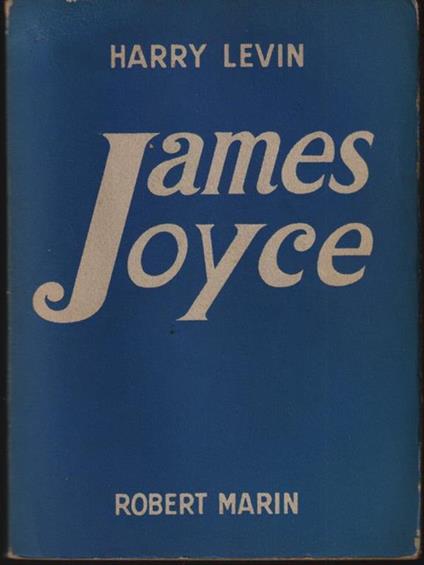 HARRY LEVIN
James
Joyce
ROBERT MARIN